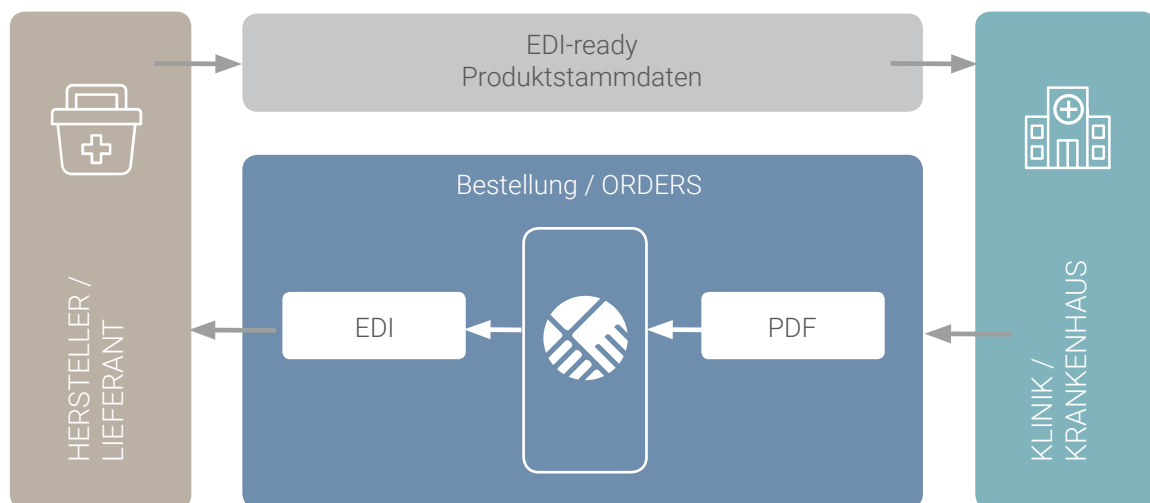 EDI-ready
Produktstammdaten
Bestellung / ORDERS
EDI
PDF
HERSTELLER /
LIEFERANT
KLINIK /
KRANKENHAUS